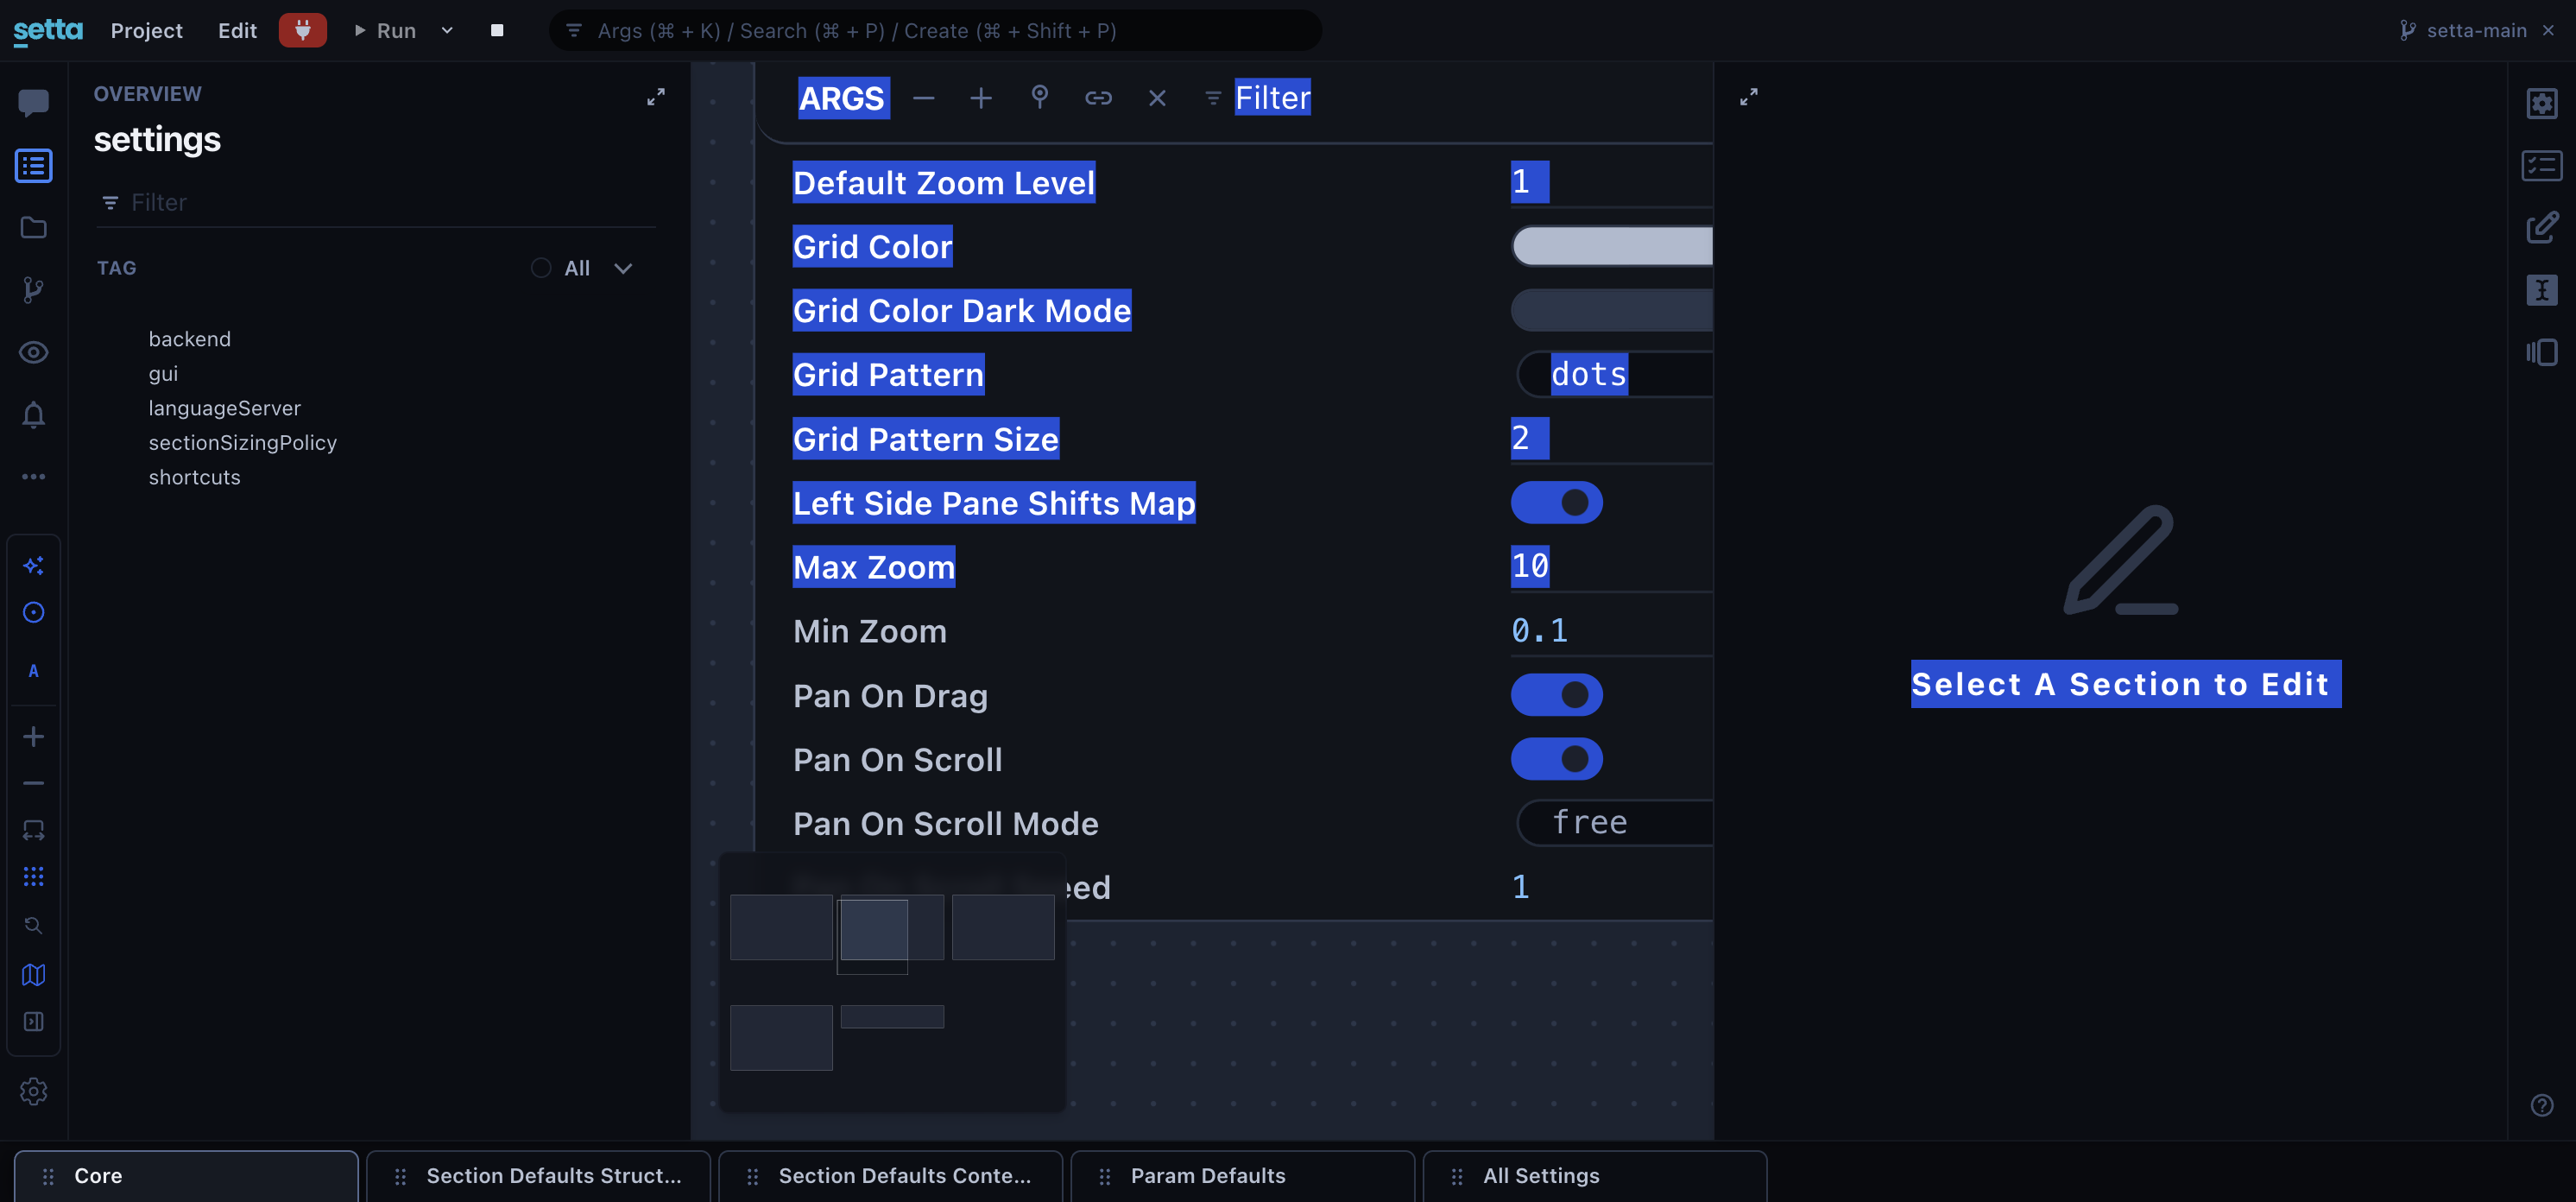 setta Project Edit Run Args (⌘ + K) / Search (⌘ + P) / Create (⌘ + Shift + P) setta-main
OVERVIEW
settings
Filter
TAG All
backend
gui
languageServer
sectionSizingPolicy
shortcuts
A
ARGS Filter
Default Zoom Level 1
Grid Color
Grid Color Dark Mode
Grid Pattern dots
Grid Pattern Size 2
Left Side Pane Shifts Map
Max Zoom 10
Min Zoom 0.1
Pan On Drag
Pan On Scroll
Pan On Scroll Mode free
1
Select A Section to Edit
Core
Section Defaults Struct...
Section Defaults Conte...
Param Defaults
All Settings